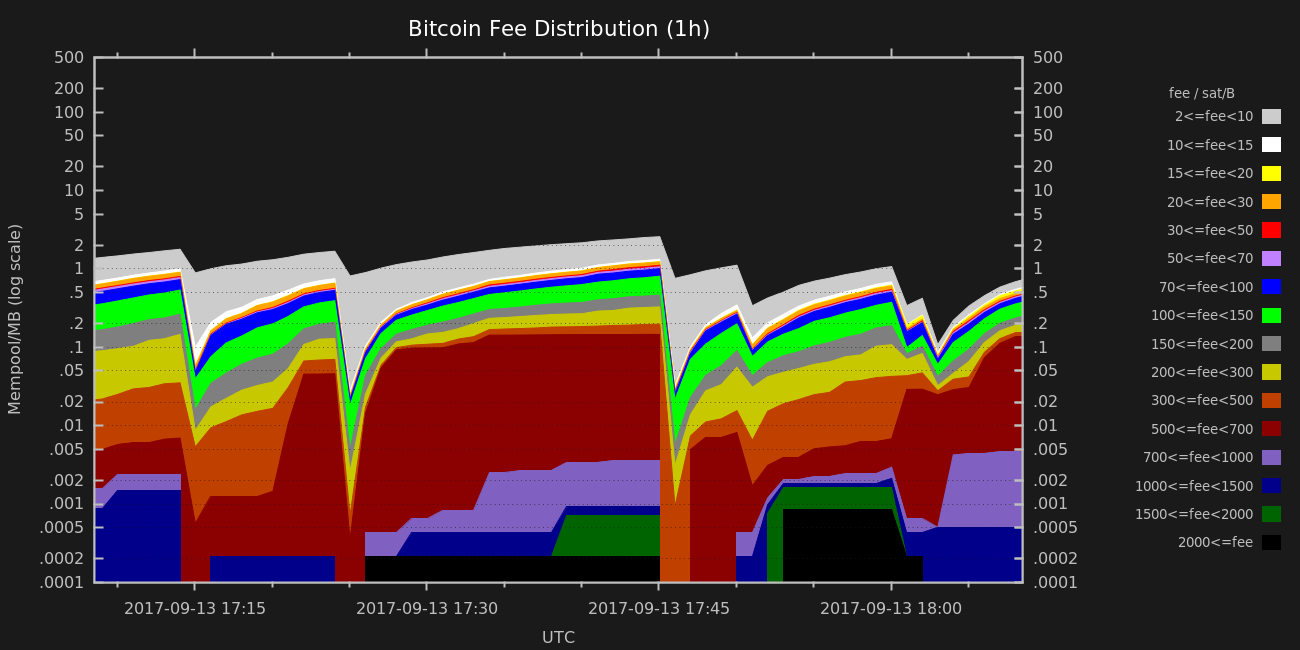 Bitcoin Fee Distribution (1h)
500
200
100
50
20
10
5
2
1
.5
.2
.1
.05
.02
.01
.005
.002
.001
.0005
.0002
.0001
Mempool/MB (log scale)
500
200
100
50
20
10
5
2
1
.5
.2
.1
.05
.02
.01
.005
.002
.001
.0005
.0002
.0001
2017-09-13 17:15
2017-09-13 17:30
2017-09-13 17:45
2017-09-13 18:00
UTC
fee / sat/B
2<=fee<10
10<=fee<15
15<=fee<20
20<=fee<30
30<=fee<50
50<=fee<70
70<=fee<100
100<=fee<150
150<=fee<200
200<=fee<300
300<=fee<500
500<=fee<700
700<=fee<1000
1000<=fee<1500
1500<=fee<2000
2000<=fee